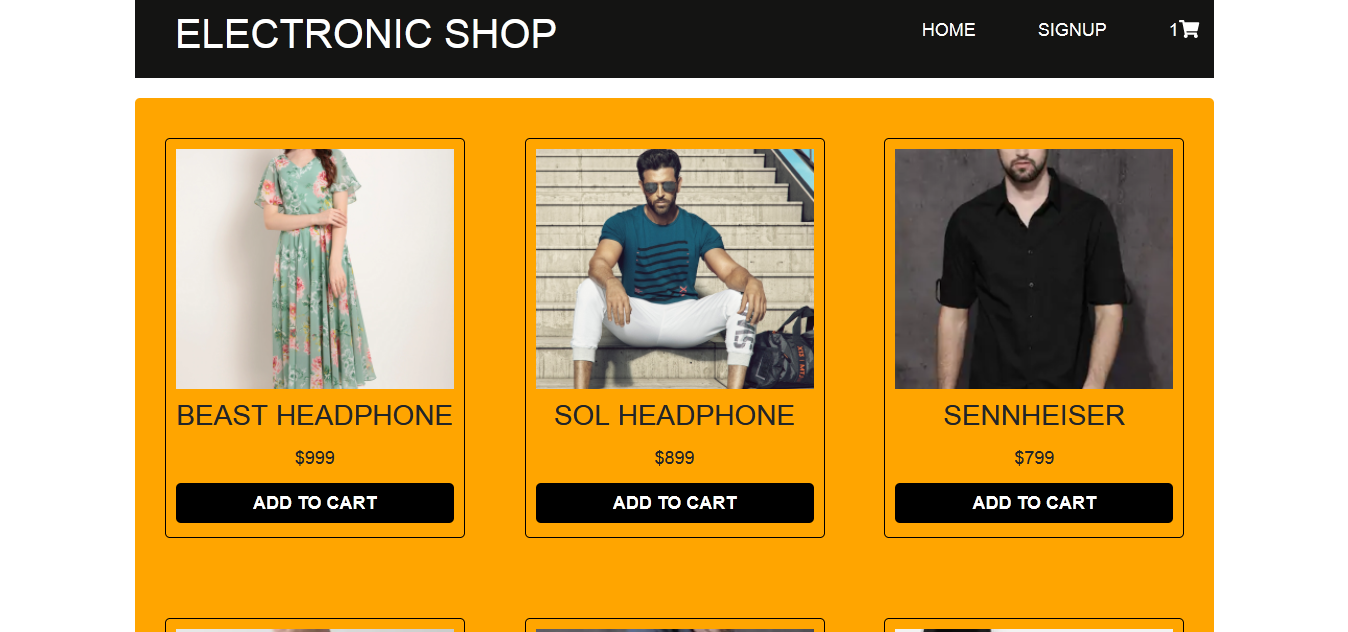 ELECTRONIC SHOP
HOME
SIGNUP
1
BEAST HEADPHONE
$999
ADD TO CART
SOL HEADPHONE
$899
ADD TO CART
SENNHEISER
$799
ADD TO CART